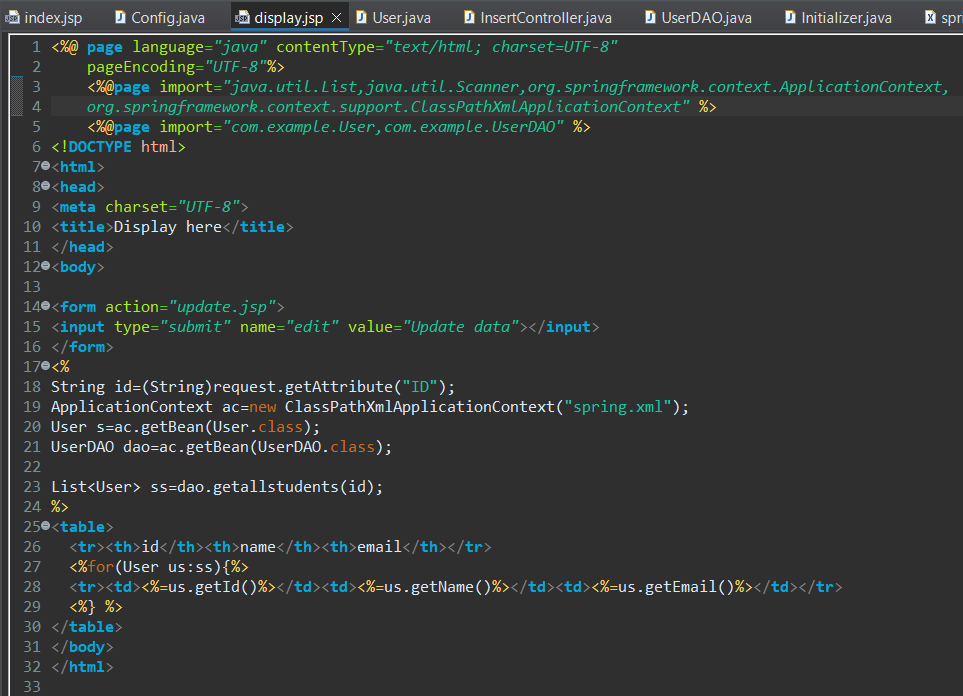 index.jsp Config.java display.jsp User.java InsertController.java UserDAO.java Initializer.java spr
1 <%@ page language="java" contentType="text/html; charset=UTF-8"
2 pageEncoding="UTF-8"%>
3 <%@page import="java.util.List,java.util.Scanner,org.springframework.context.ApplicationContext,
4 org.springframework.context.support.ClassPathXmlApplicationContext" %>
5 <%@page import="com.example.User,com.example.UserDAO" %>
6 <!DOCTYPE html>
7 <html>
8 <head>
9 <meta charset="UTF-8">
10 <title>Display here</title>
11 </head>
12 <body>
13
14 <form action="update.jsp">
15 <input type="submit" name="edit" value="Update data"></input>
16 </form>
17 <%
18 String id=(String)request.getAttribute("ID");
19 ApplicationContext ac=new ClassPathXmlApplicationContext("spring.xml");
20 User s=ac.getBean(User.class);
21 UserDAO dao=ac.getBean(UserDAO.class);
22
23 List<User> ss=dao.getallstudents(id);
24 %>
25 <table>
26 <tr><th>id</th><th>name</th><th>email</th></tr>
27 <%for(User us:ss){%>
28 <tr><td><%=us.getId()%></td><td><%=us.getName()%></td><td><%=us.getEmail()%></td></tr>
29 <%} %>
30 </table>
31 </body>
32 </html>
33